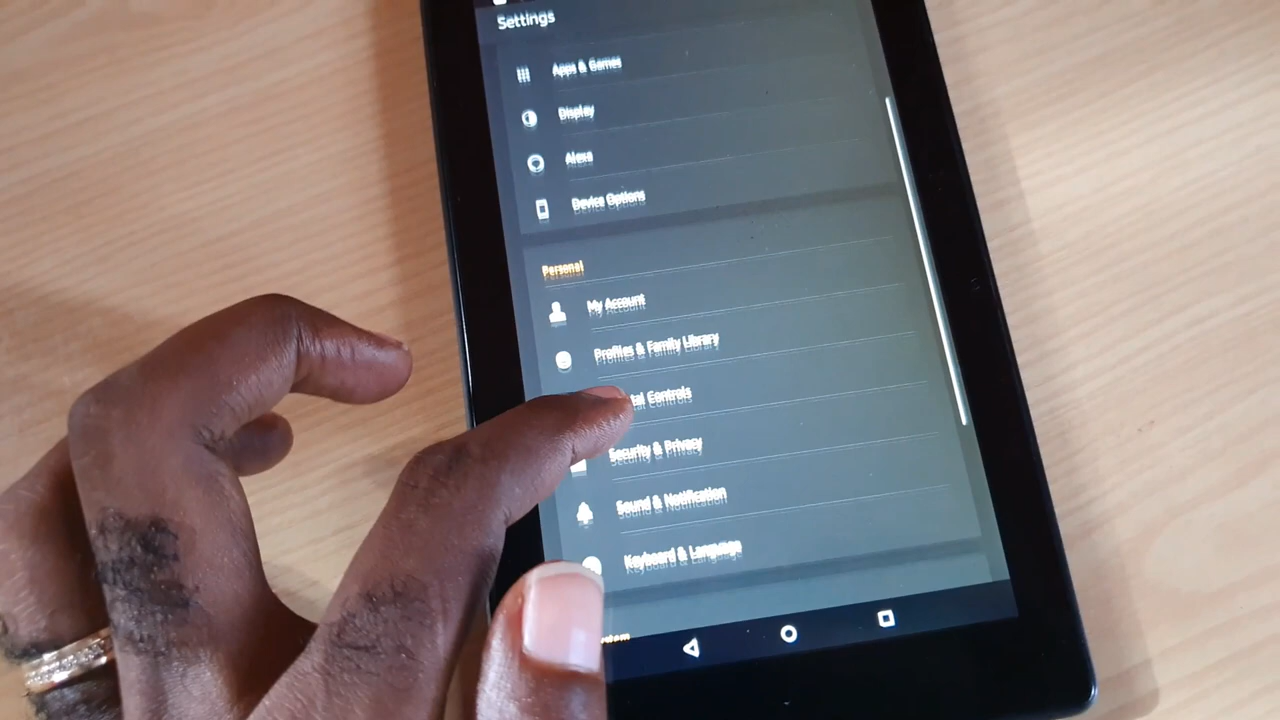 Settings
Apps & Games
Display
Alexa
Device Options
Personal
My Account
Profiles & Family Library
tal Controls
Security & Privacy
Sound & Notification
Keyboard & Language